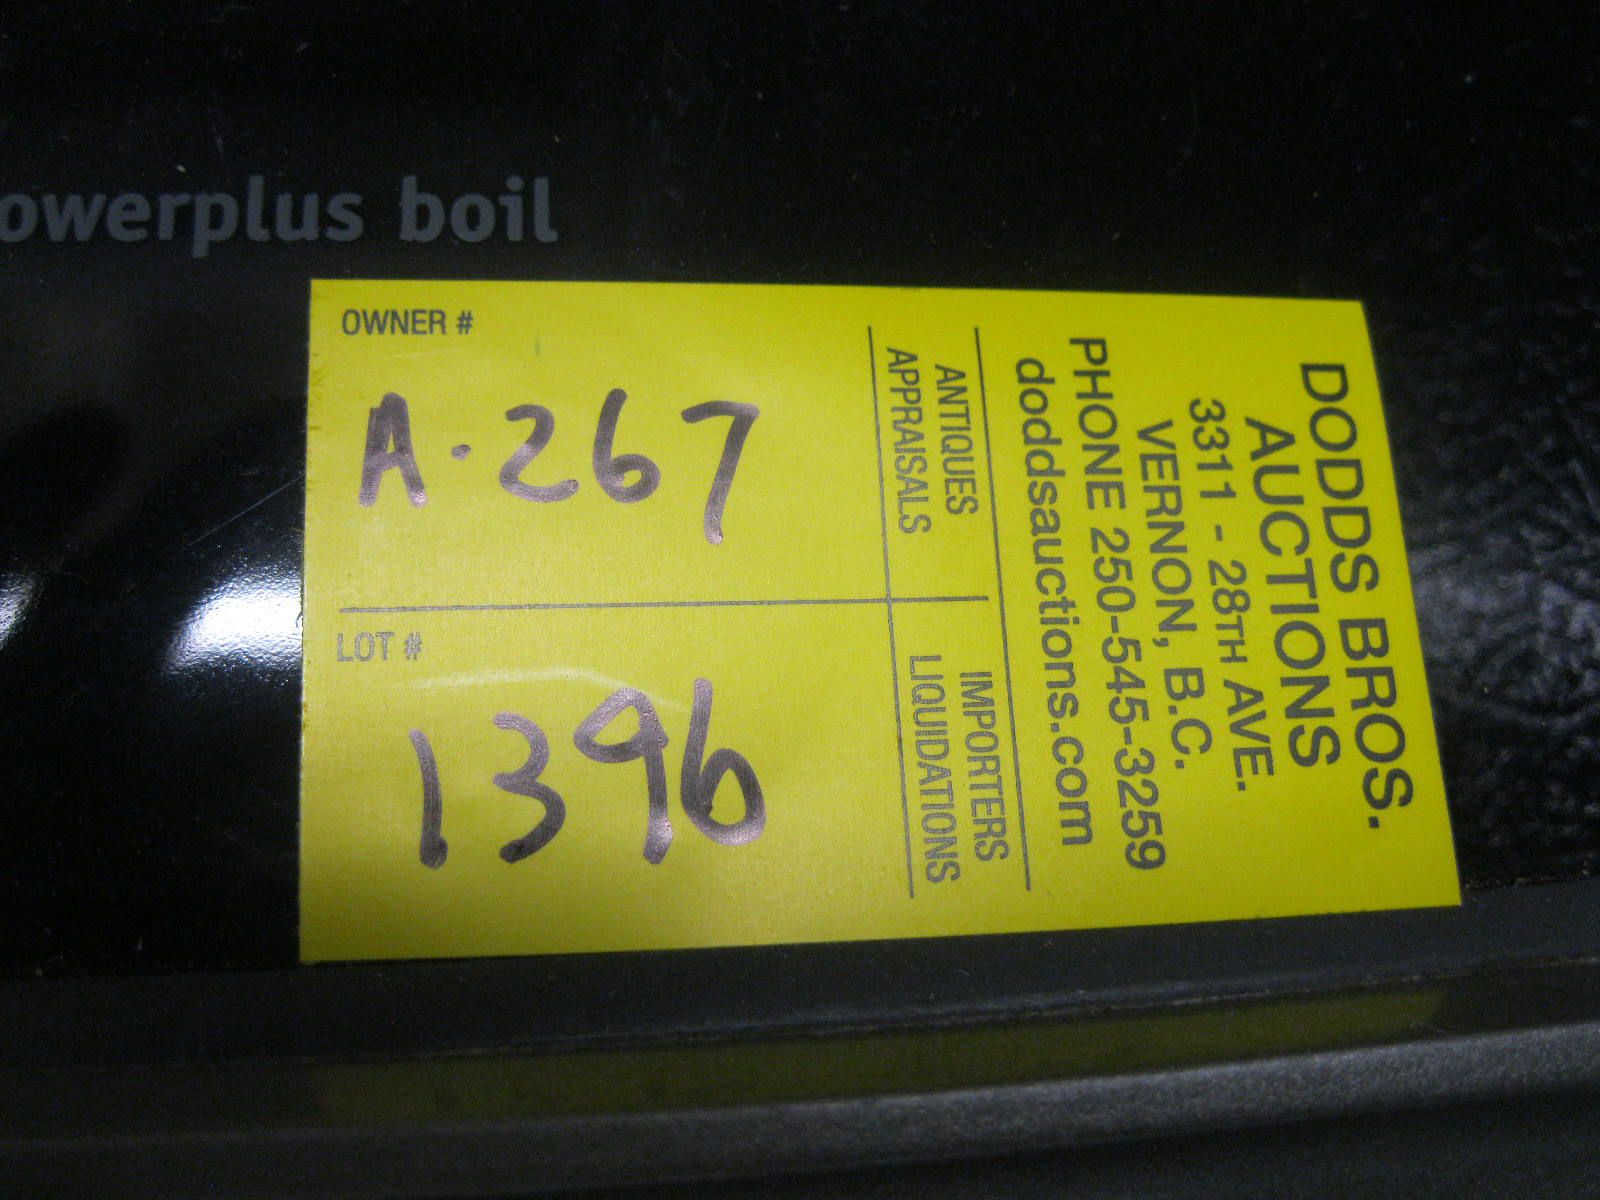 owerplus boil
OWNER #
A·267
LOT #
1396
DODDS BROS.
AUCTIONS
3311 - 28TH AVE.
VERNON, B.C.
PHONE 250-545-3259
doddsauctions.com
ANTIQUES IMPORTERS
APPRAISALS LIQUIDATIONS